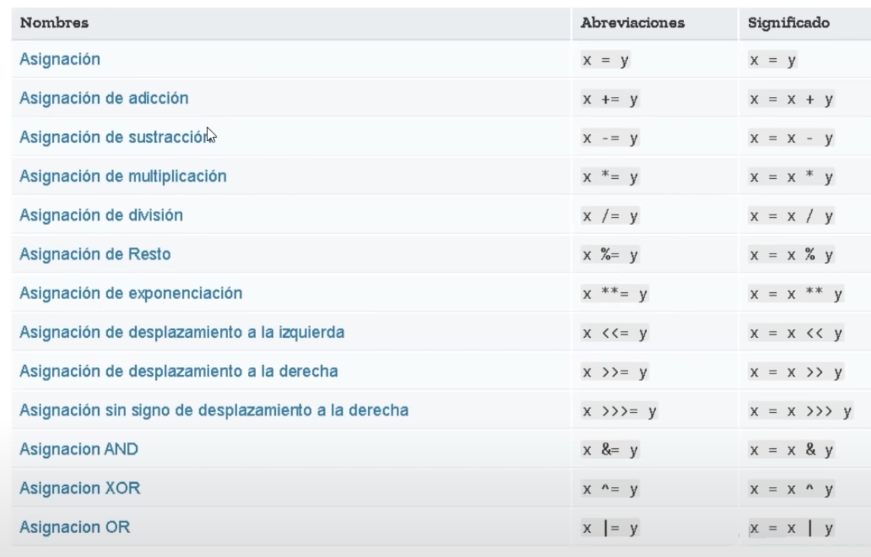 Nombres Abreviaciones Significado
Asignación x = y x = y
Asignación de adicción x += y x = x + y
Asignación de sustracción x -= y x = x - y
Asignación de multiplicación x *= y x = x * y
Asignación de división x /= y x = x / y
Asignación de Resto x %= y x = x % y
Asignación de exponenciación x **= y x = x ** y
Asignación de desplazamiento a la izquierda x <<= y x = x << y
Asignación de desplazamiento a la derecha x >>= y x = x >> y
Asignación sin signo de desplazamiento a la derecha x >>>= y x = x >>> y
Asignacion AND x &= y x = x & y
Asignacion XOR x ^= y x = x ^ y
Asignacion OR x |= y x = x | y